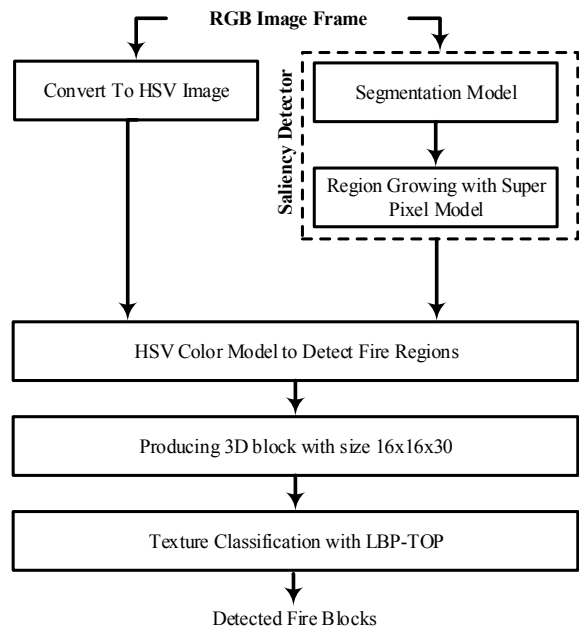 RGB Image Frame
Convert To HSV Image
Saliency Detector
Segmentation Model
Region Growing with Super
Pixel Model
HSV Color Model to Detect Fire Regions
Producing 3D block with size 16x16x30
Texture Classification with LBP-TOP
Detected Fire Blocks